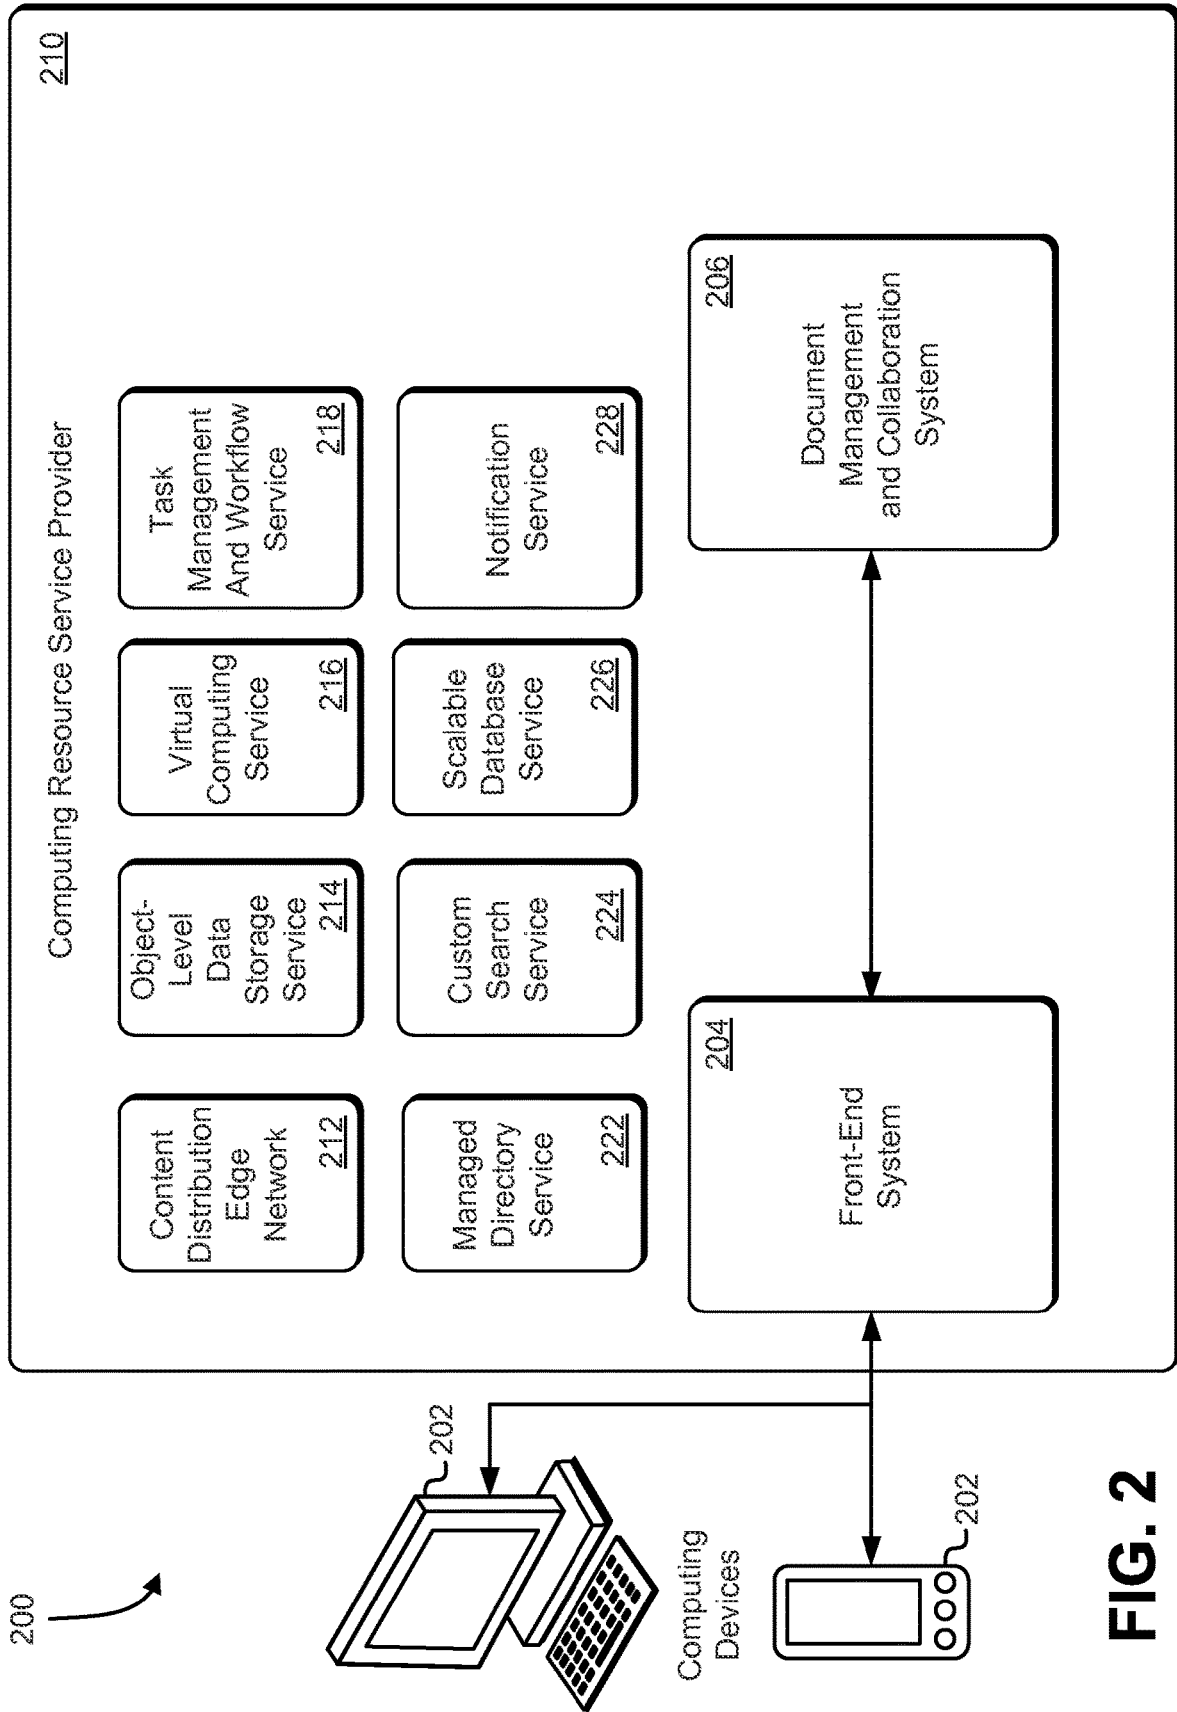 200
Computing Resource Service Provider
210
Content
Distribution
Edge
Network
212
Object-
Level
Data
Storage
Service
214
Virtual
Computing
Service
216
Task
Management
And Workflow
Service
218
Managed
Directory
Service
222
Custom
Search
Service
224
Scalable
Database
Service
226
Notification
Service
228
202
Computing
Devices
202
204
Front-End
System
206
Document
Management
and Collaboration
System
FIG. 2